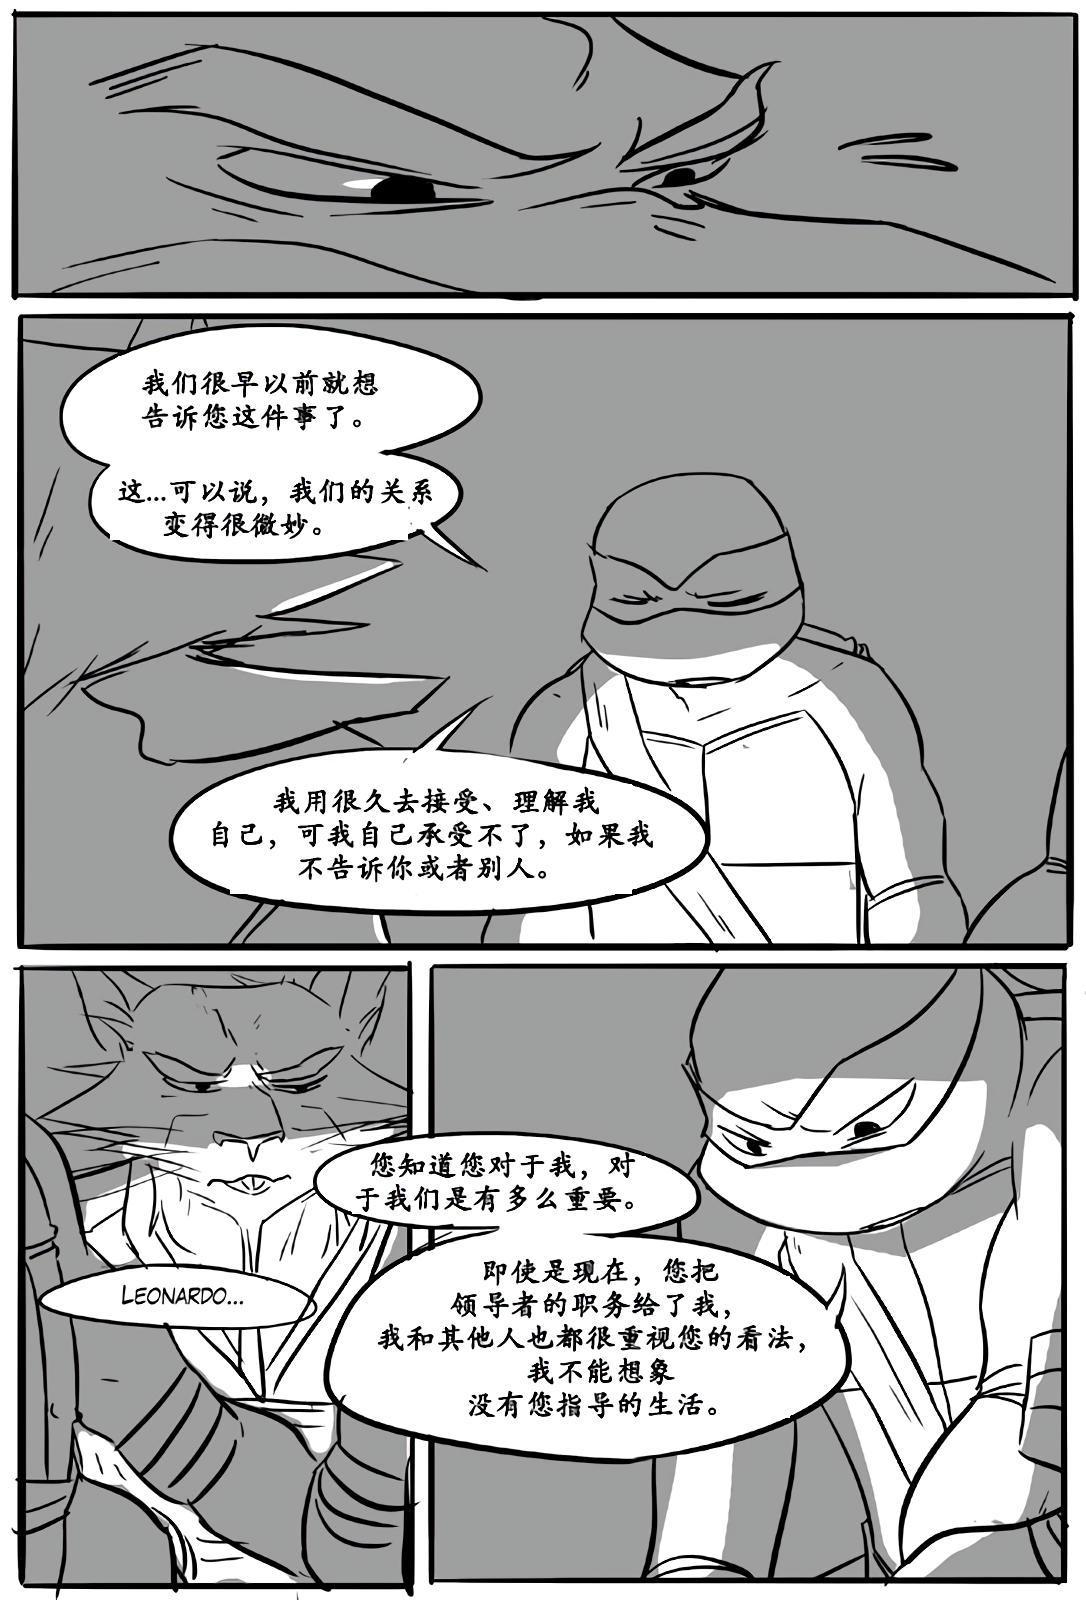 我们很早以前就想
告诉您这件事了。
这...可以说，我们的关系
变得很微妙。
我用很久去接受、理解我
自己，可我自己承受不了，如果我
不告诉你或者别人。
您知道您对于我，对
于我们是有多么重要。
LEONARDO...
即使是现在，您把
领导者的职务给了我，
我和其他人也都很重视您的看法，
我不能想象
没有您指导的生活。